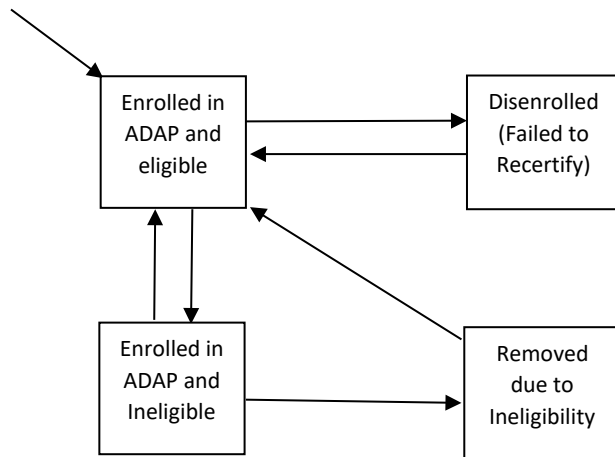 Enrolled in
ADAP and
eligible
Disenrolled
(Failed to
Recertify)
Enrolled in
ADAP and
Ineligible
Removed
due to
Ineligibility